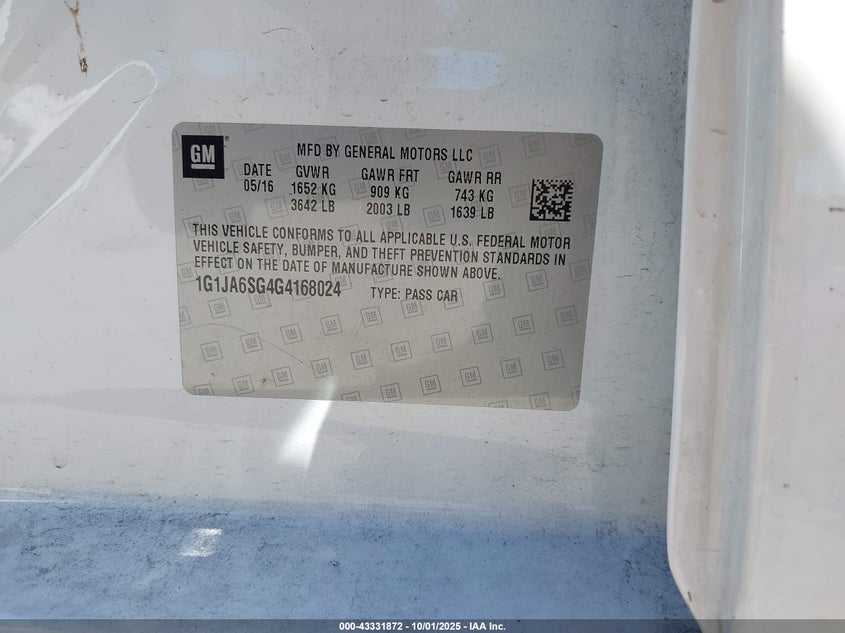 GM
MFD BY GENERAL MOTORS LLC
DATE GVWR GAWR FRT GAWR RR
05/16 1652 KG 909 KG 743 KG
3642 LB 2003 LB 1639 LB
THIS VEHICLE CONFORMS TO ALL APPLICABLE U.S. FEDERAL MOTOR
VEHICLE SAFETY, BUMPER, AND THEFT PREVENTION STANDARDS IN
EFFECT ON THE DATE OF MANUFACTURE SHOWN ABOVE.
1G1JA6SG4G4168024 TYPE: PASS CAR
000-43331872 - 10/01/2025 - IAA Inc.